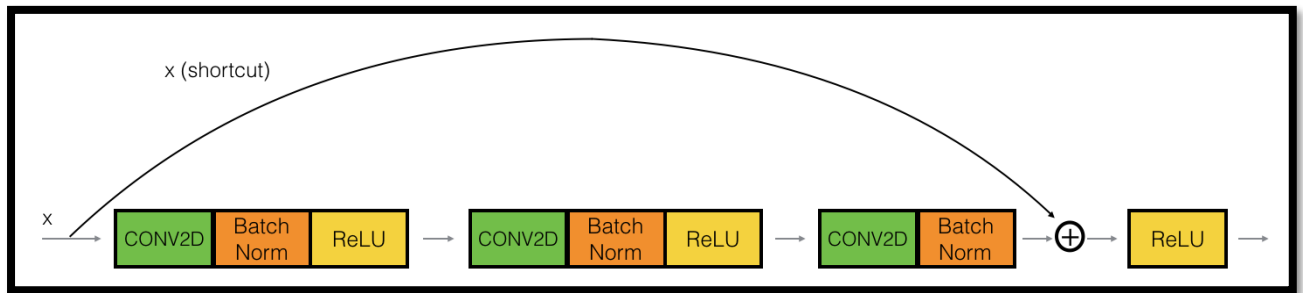 x (shortcut)
x
CONV2D
Batch
Norm
ReLU
CONV2D
Batch
Norm
ReLU
CONV2D
Batch
Norm
ReLU